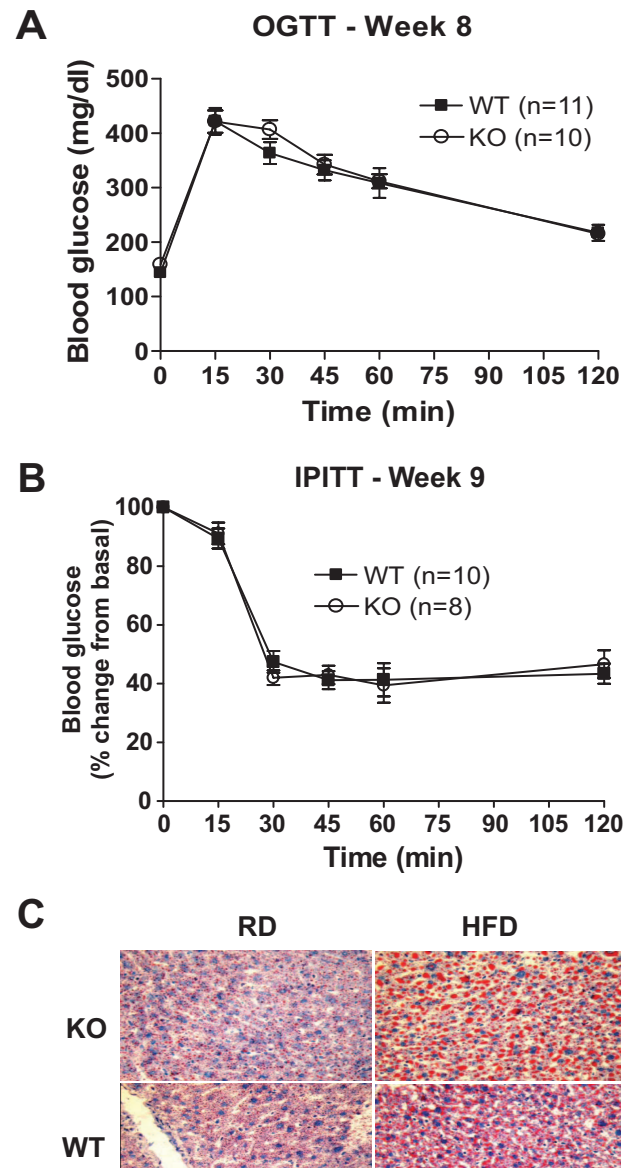 A
OGTT - Week 8
Blood glucose (mg/dl)
500
400
300
200
100
0
WT (n=11)
KO (n=10)
0 15 30 45 60 75 90 105 120
Time (min)
B
IPITT - Week 9
Blood glucose
(% change from basal)
100
80
60
40
20
0
WT (n=10)
KO (n=8)
0 15 30 45 60 75 90 105 120
Time (min)
C
RD HFD
KO
WT